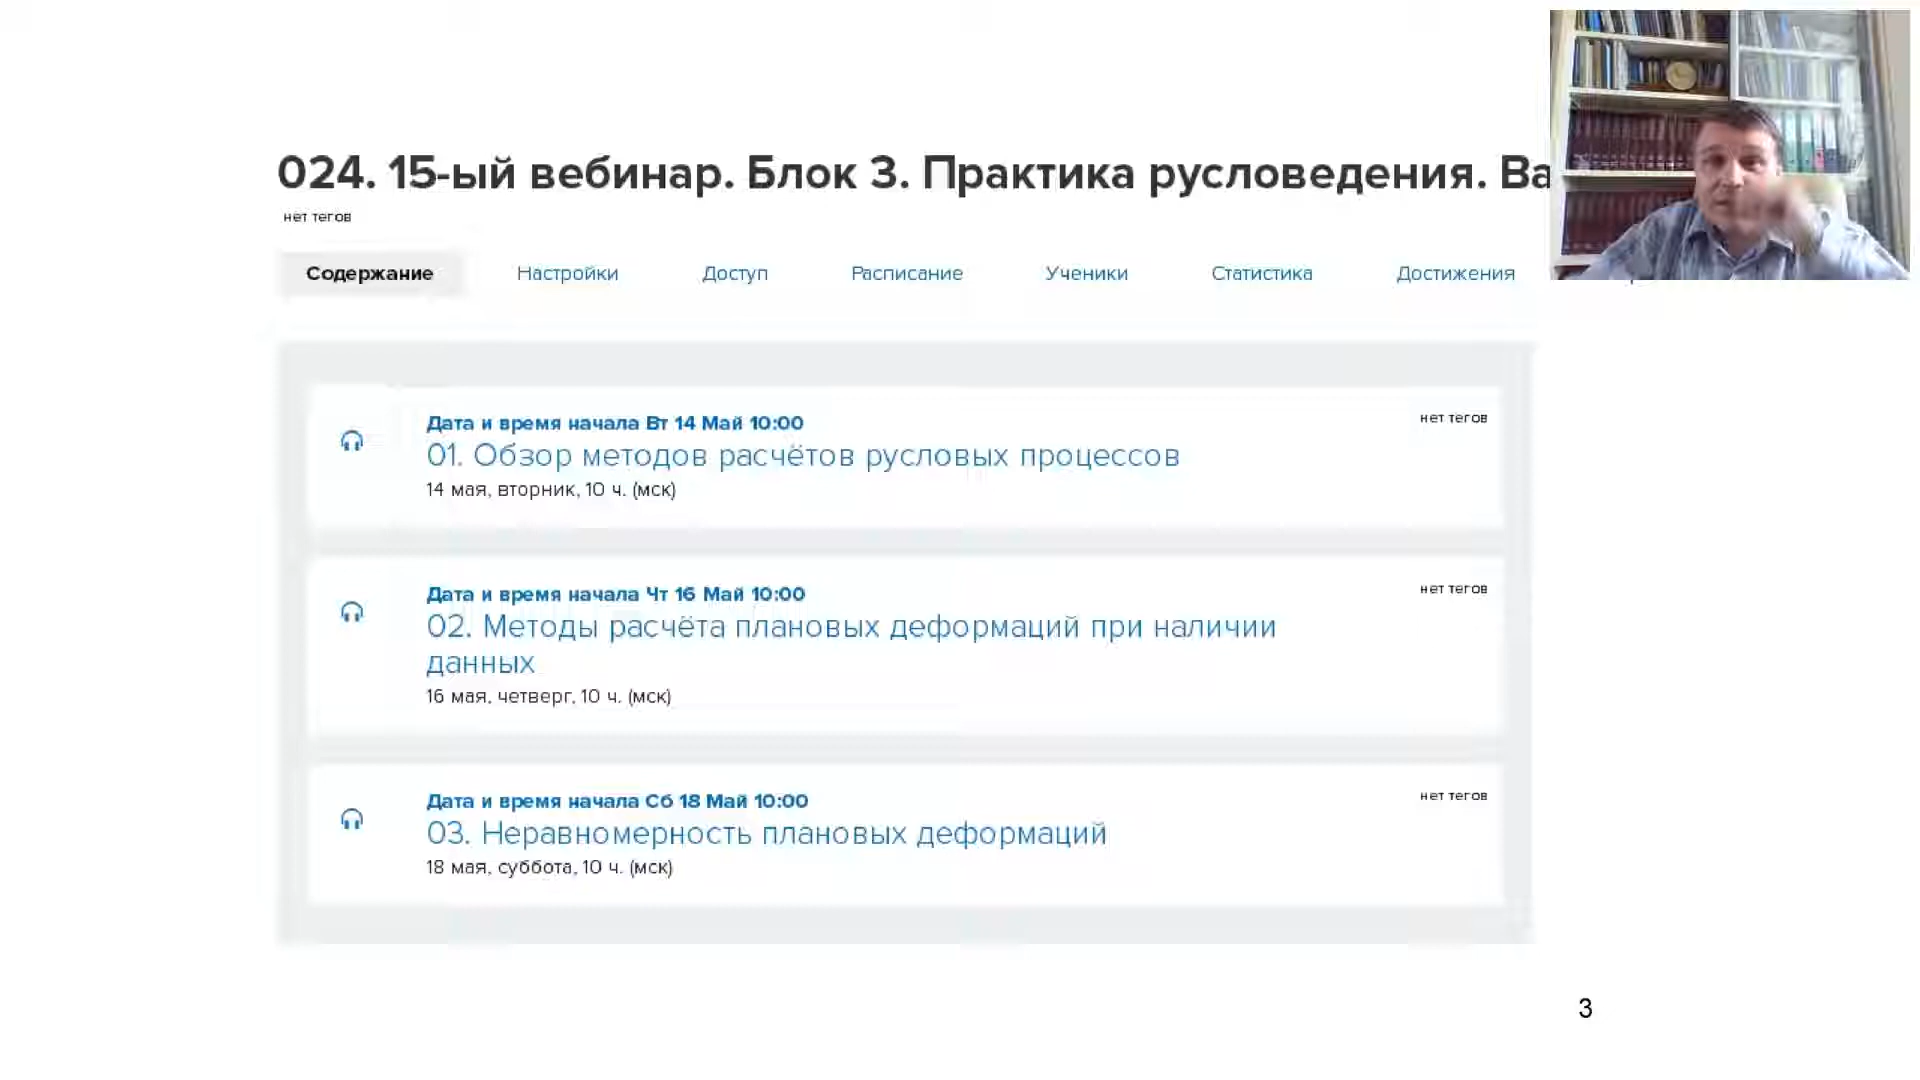 024. 15-ый вебинар. Блок 3. Практика русловедения. Ва
нет тегов
Содержание Настройки Доступ Расписание Ученики Статистика Достижения
Дата и время начала Вт 14 Май 10:00
нет тегов
01. Обзор методов расчётов русловых процессов
14 мая, вторник, 10 ч. (мск)
Дата и время начала Чт 16 Май 10:00
нет тегов
02. Методы расчёта плановых деформаций при наличии
данных
16 мая, четверг, 10 ч. (мск)
Дата и время начала Сб 18 Май 10:00
нет тегов
03. Неравномерность плановых деформаций
18 мая, суббота, 10 ч. (мск)
3